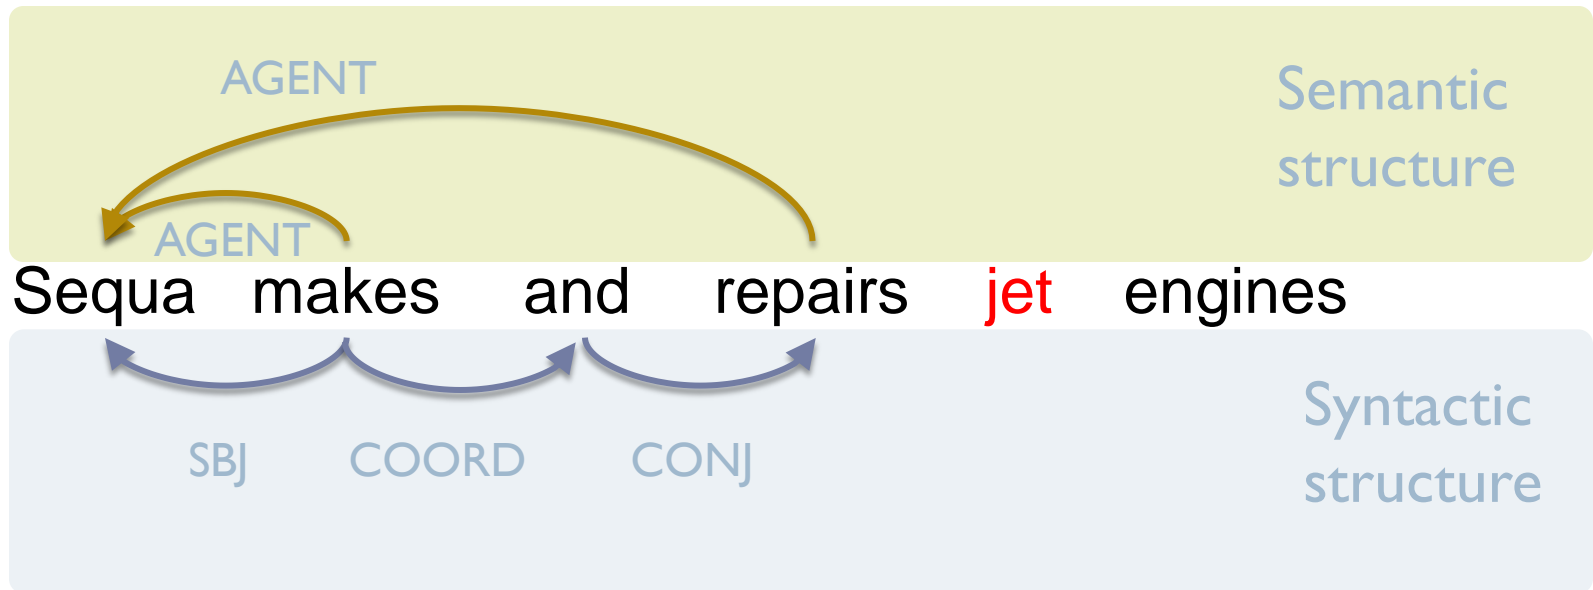 AGENT
Semantic
structure
AGENT
Sequa makes and repairs jet engines
Syntactic
structure
SBJ COORD CONJ